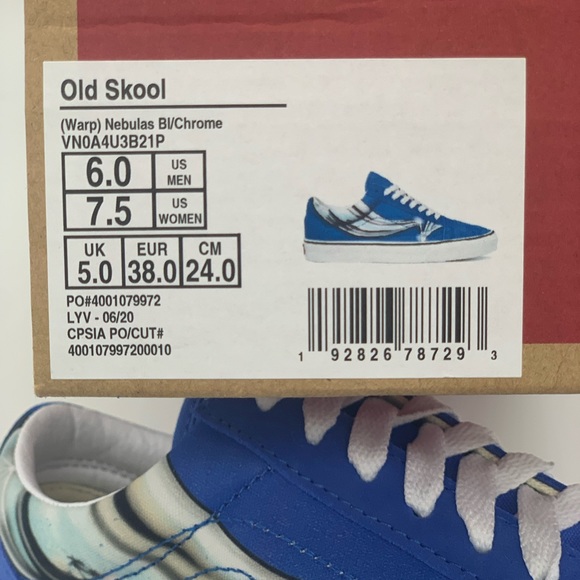 Old Skool
(Warp) Nebulas Bl/Chrome
VN0A4U3B21P
6.0 US MEN
7.5 US WOMEN
UK EUR CM
5.0 38.0 24.0
PO#4001079972
LYV - 06/20
CPSIA PO/CUT#
400107997200010
1 92826 78729 3